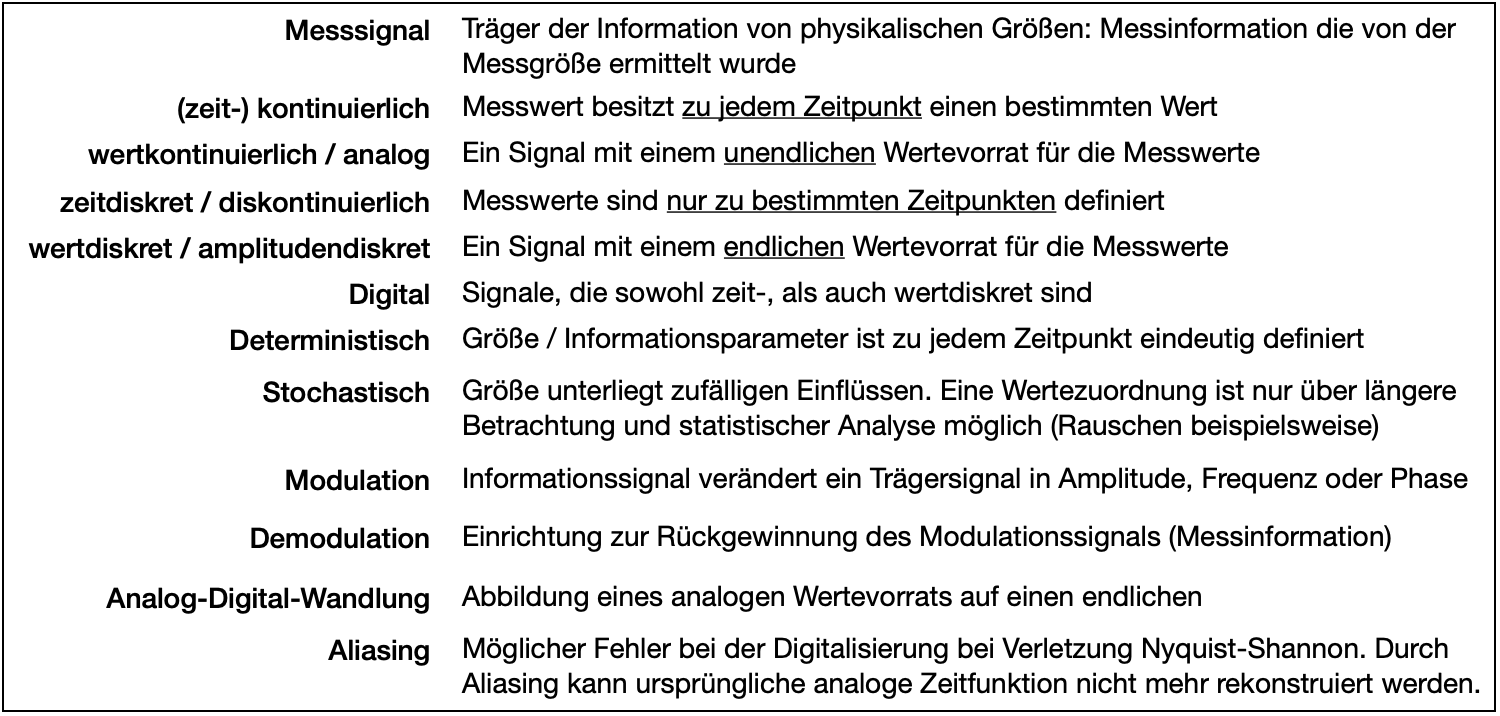 Messsignal Träger der Information von physikalischen Größen: Messinformation die von der
Messgröße ermittelt wurde
(zeit-) kontinuierlich Messwert besitzt zu jedem Zeitpunkt einen bestimmten Wert
wertkontinuierlich / analog Ein Signal mit einem unendlichen Wertevorrat für die Messwerte
zeitdiskret / diskontinuierlich Messwerte sind nur zu bestimmten Zeitpunkten definiert
wertdiskret / amplitudendiskret Ein Signal mit einem endlichen Wertevorrat für die Messwerte
Digital Signale, die sowohl zeit-, als auch wertdiskret sind
Deterministisch Größe / Informationsparameter ist zu jedem Zeitpunkt eindeutig definiert
Stochastisch Größe unterliegt zufälligen Einflüssen. Eine Wertezuordnung ist nur über längere
Betrachtung und statistischer Analyse möglich (Rauschen beispielsweise)
Modulation Informationssignal verändert ein Trägersignal in Amplitude, Frequenz oder Phase
Demodulation Einrichtung zur Rückgewinnung des Modulationssignals (Messinformation)
Analog-Digital-Wandlung Abbildung eines analogen Wertevorrats auf einen endlichen
Aliasing Möglicher Fehler bei der Digitalisierung bei Verletzung Nyquist-Shannon. Durch
Aliasing kann ursprüngliche analoge Zeitfunktion nicht mehr rekonstruiert werden.